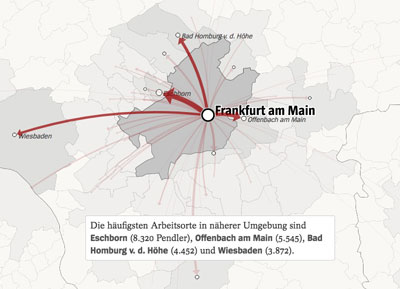 Bad Homburg v. d. Höhe
Eschborn
Frankfurt am Main
Offenbach am Main
Wiesbaden
Die häufigsten Arbeitsorte in näherer Umgebung sind
Eschborn (8.320 Pendler), Offenbach am Main (5.545), Bad
Homburg v. d. Höhe (4.452) und Wiesbaden (3.872).